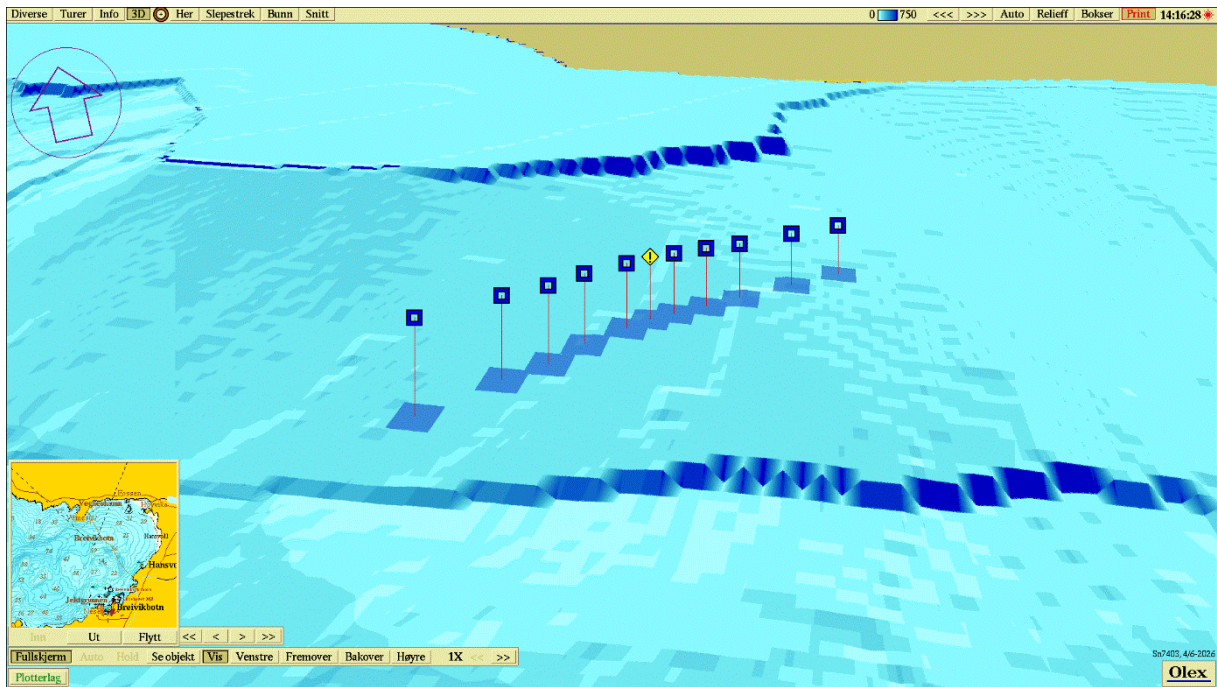 Diverse Turer Info 3D Her Slepestrek Bunn Snitt 0 750 <<< >>> Auto Relieff Bokser Print 14:16:28
!
Breivikbotn
Hansvc
Breivikbotn
Inn Ut Flytt << < > >>
Fullskjerm Auto Hold Se objekt Vis Venstre Fremover Bakover Høyre 1X << >>
Sn7403, 4/6-2026
Plotterlag
Olex